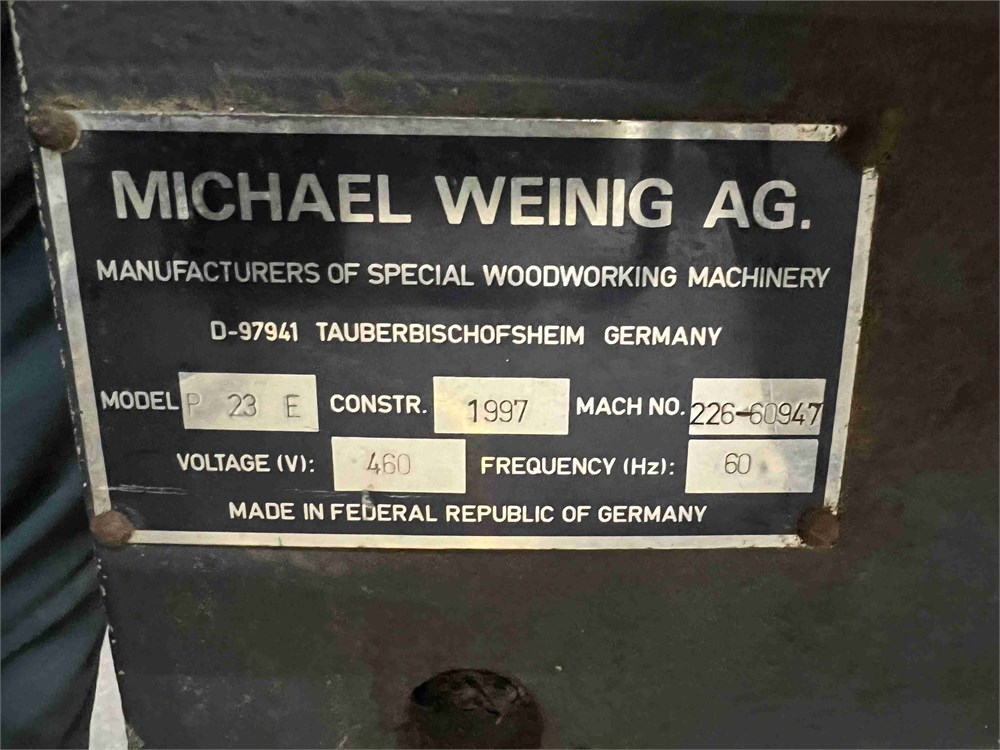 MICHAEL WEINIG AG.
MANUFACTURERS OF SPECIAL WOODWORKING MACHINERY
D-97941 TAUBERBISCHOFSHEIM GERMANY
MODEL P 23 E CONSTR. 1997 MACH NO. 226-60947
VOLTAGE (V): 460 FREQUENCY (Hz): 60
MADE IN FEDERAL REPUBLIC OF GERMANY